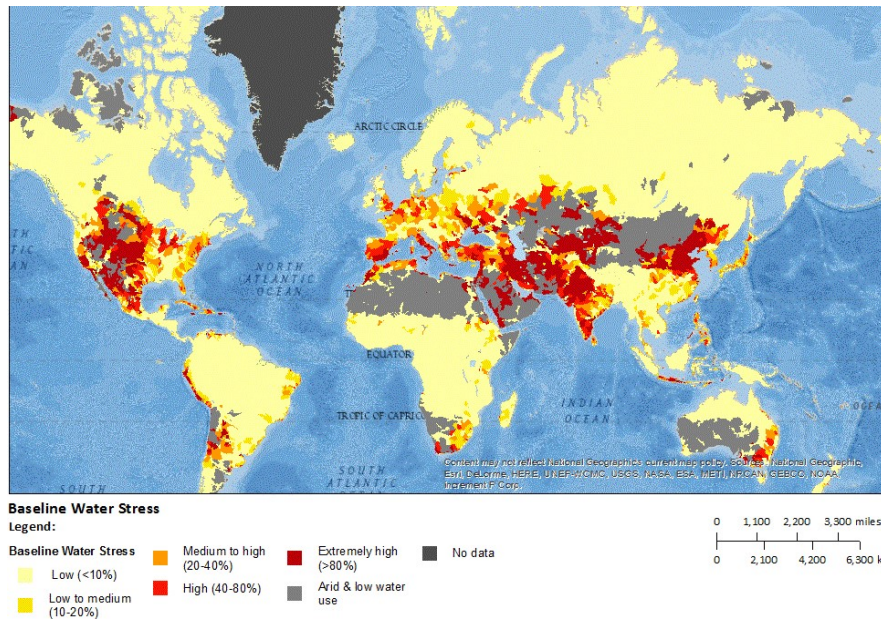 ARCTIC CIRCLE
NORTH
ATLANTIC
OCEAN
EQUATOR
INDIAN
OCEAN
TROPIC OF CAPRIC
SOUTH
ATLANTIC
SOUTH
Content may not reflect National Geographic's current map policy. Sources: National Geographic,
Esri, DeLorme, HERE, UNEP-WCMC, USGS, NASA, ESA, METI, NRCAN, GEBCO, NOAA,
increment P Corp.
Baseline Water Stress
Legend:
Baseline Water Stress
Low (<10%)
Low to medium
(10-20%)
Medium to high
(20-40%)
High (40-80%)
Extremely high
(>80%)
Arid & low water
use
No data
0 1,100 2,200 3,300 miles
0 2,100 4,200 6,300 k